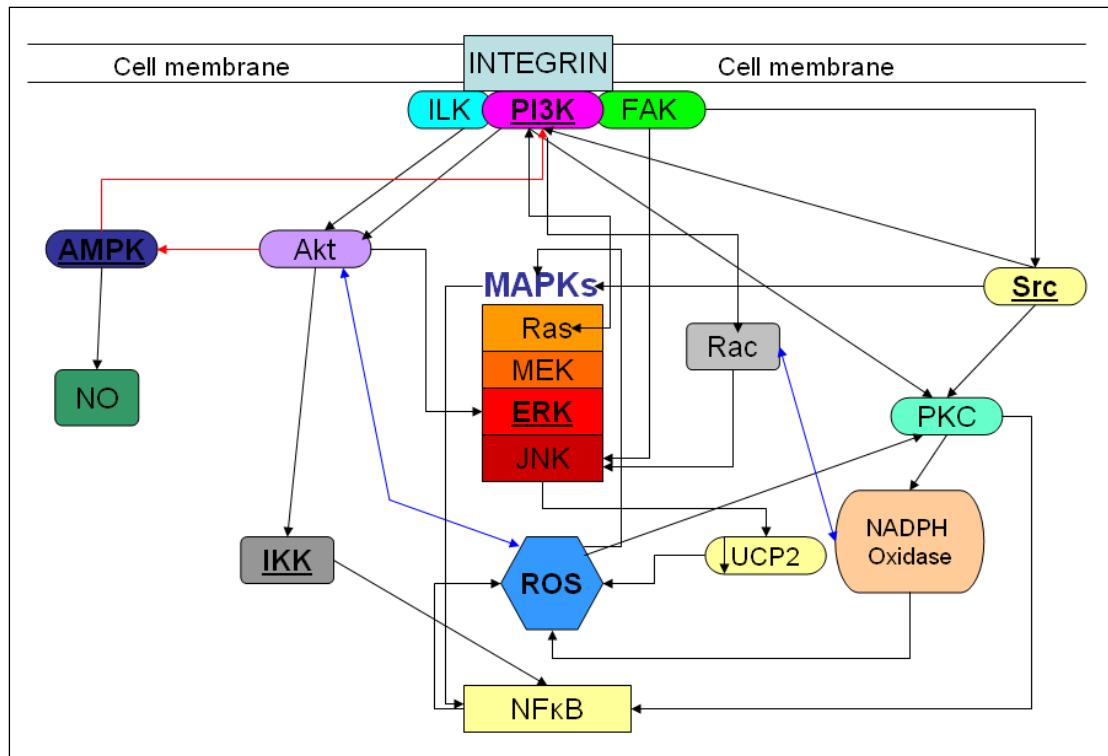 INTEGRIN
Cell membrane
Cell membrane
ILK
PI3K
FAK
AMPK
Akt
MAPKs
Src
Ras
Rac
MEK
NO
ERK
PKC
JNK
NADPH
Oxidase
IKK
ROS
UCP2
NFκB